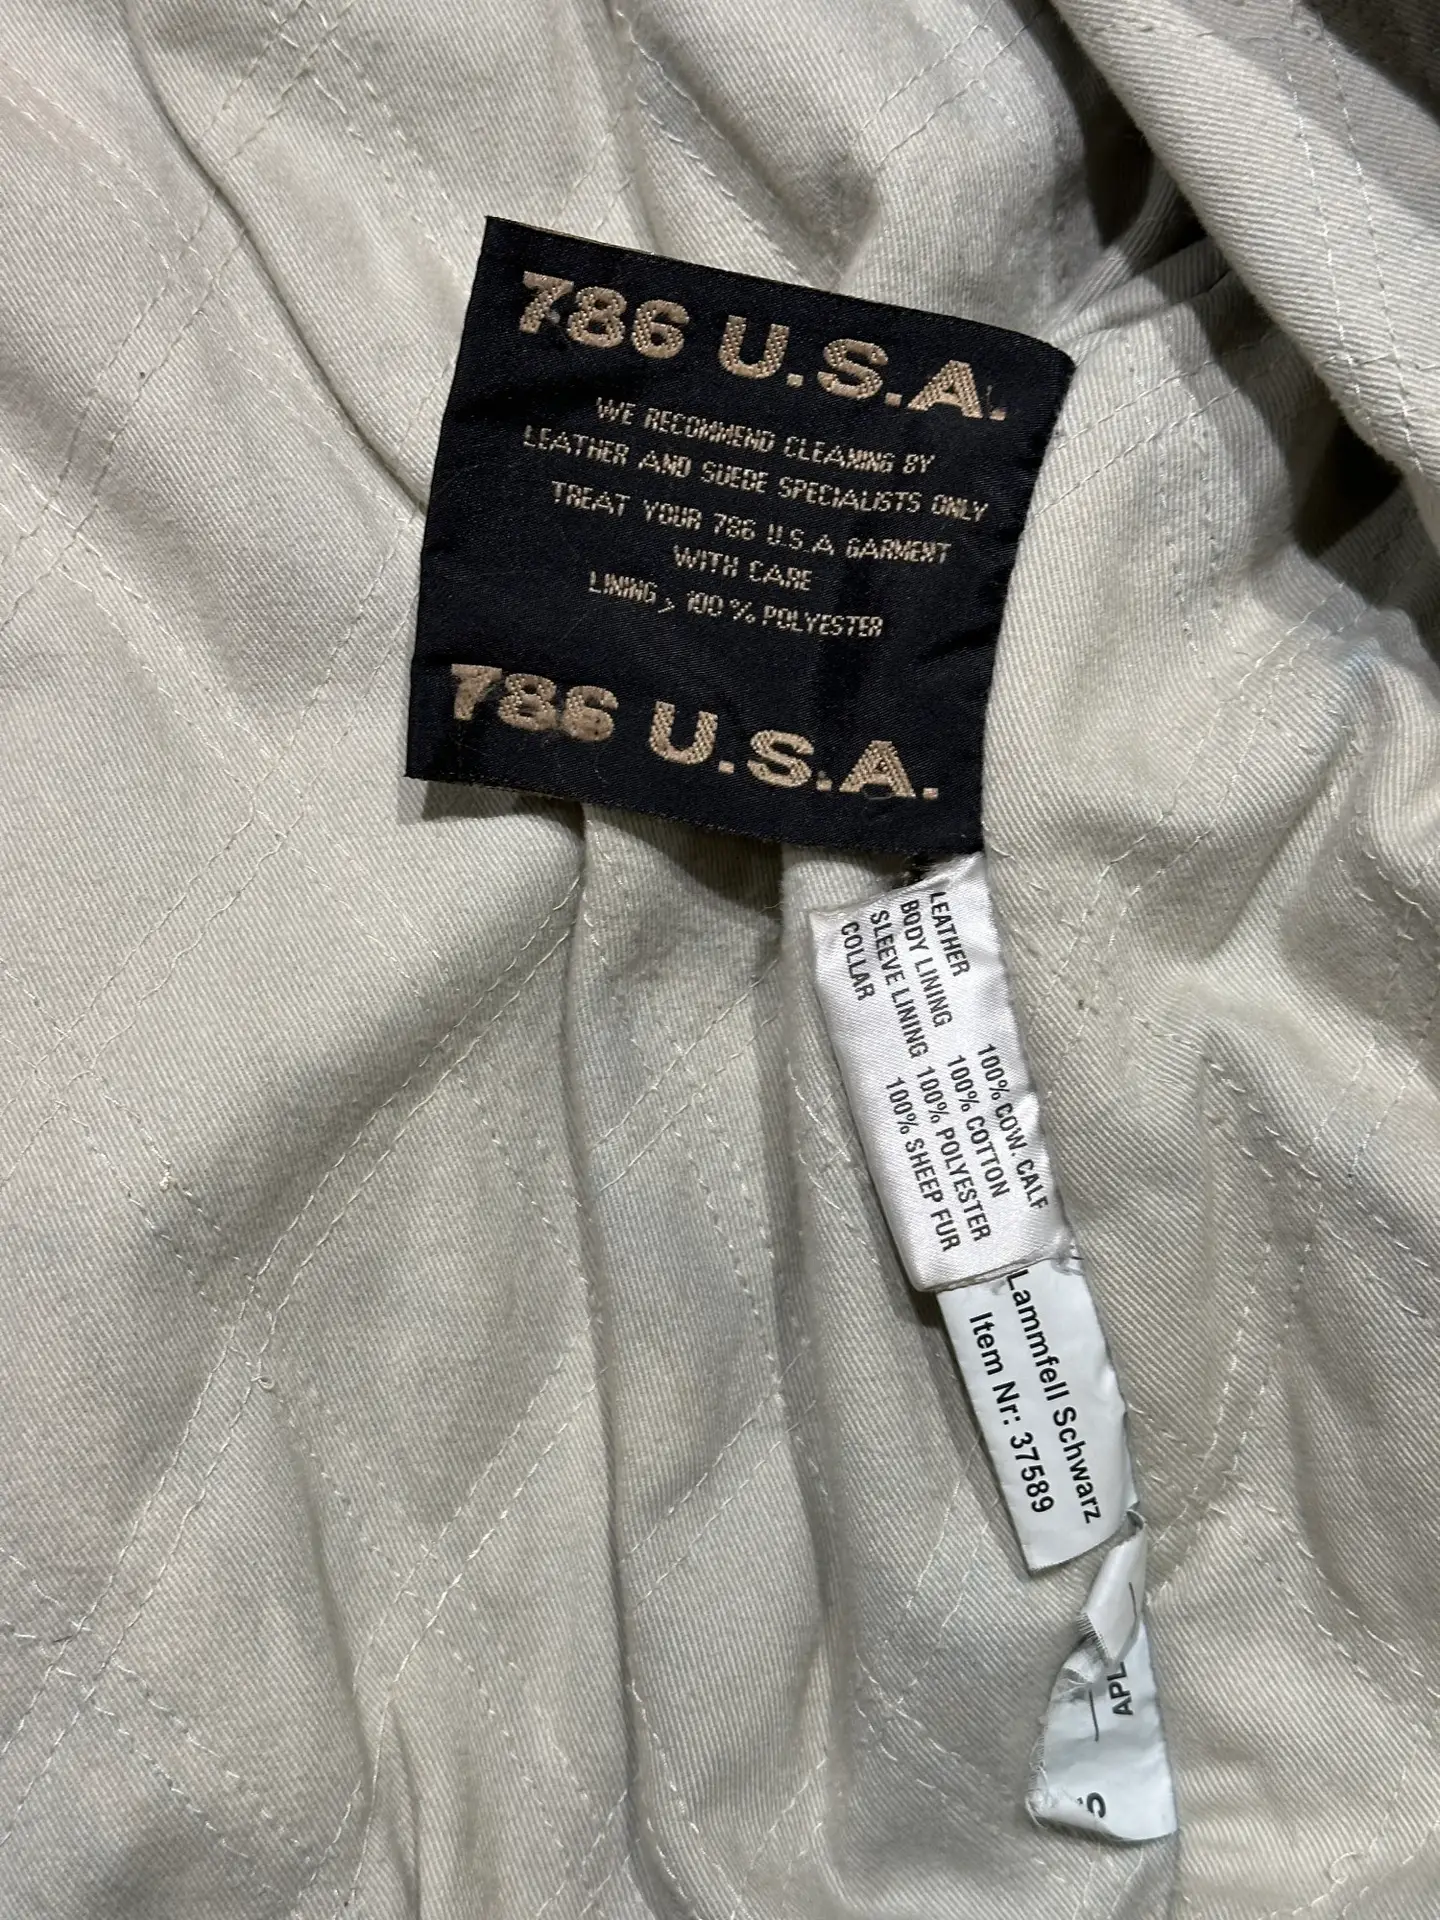 786 U.S.A.
WE RECOMMEND CLEANING BY
LEATHER AND SUEDE SPECIALISTS ONLY
TREAT YOUR 786 U.S.A GARMENT
WITH CARE
LINING > 100 % POLYESTER
786 U.S.A.
LEATHER 100% COW. CALF
BODY LINING 100% COTTON
SLEEVE LINING 100% POLYESTER
COLLAR 100% SHEEP FUR
Lammfell Schwarz
Item Nr: 37589
APL